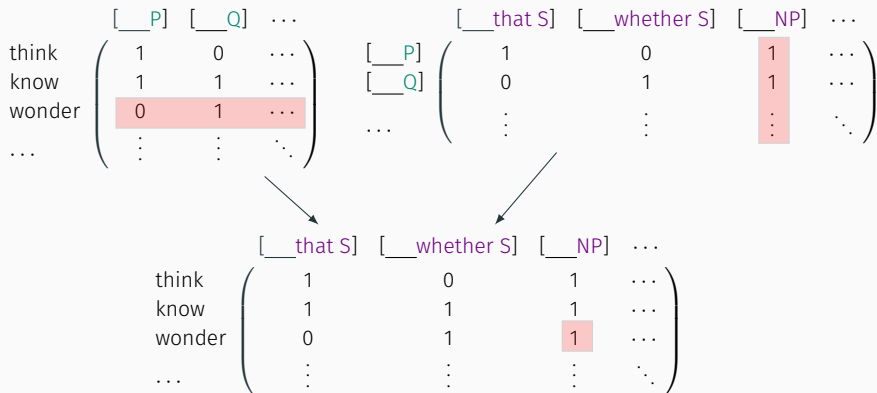 [___P] [___Q] ⋯
think 1 0 ⋯
know 1 1 ⋯
wonder 0 1 ⋯
… ⋮ ⋮ ⋱
[___that S] [___whether S] [___NP] ⋯
[___P] 1 0 1 ⋯
[___Q] 0 1 1 ⋯
… ⋮ ⋮ ⋮ ⋱
[___that S] [___whether S] [___NP] ⋯
think 1 0 1 ⋯
know 1 1 1 ⋯
wonder 0 1 1 ⋯
… ⋮ ⋮ ⋮ ⋱